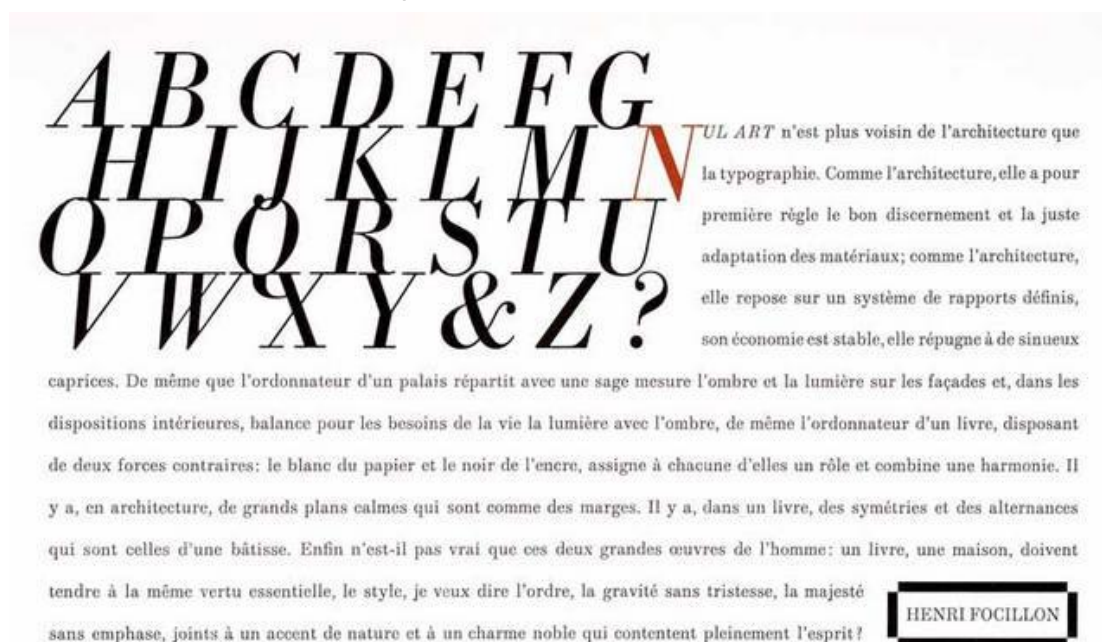 A B C D E F G
H I J K L M N
O P Q R S T U
V W X Y & Z ?
UL ART n'est plus voisin de l'architecture que
la typographie. Comme l'architecture, elle a pour
première règle le bon discernement et la juste
adaptation des matériaux; comme l'architecture,
elle repose sur un système de rapports définis,
son économie est stable, elle répugne à de sinueux
caprices. De même que l'ordonnateur d'un palais répartit avec une sage mesure l'ombre et la lumière sur les façades et, dans les
dispositions intérieures, balance pour les besoins de la vie la lumière avec l'ombre, de même l'ordonnateur d'un livre, disposant
de deux forces contraires: le blanc du papier et le noir de l'encre, assigne à chacune d'elles un rôle et combine une harmonie. Il
y a, en architecture, de grands plans calmes qui sont comme des marges. Il y a, dans un livre, des symétries et des alternances
qui sont celles d'une bâtisse. Enfin n'est-il pas vrai que ces deux grandes œuvres de l'homme: un livre, une maison, doivent
tendre à la même vertu essentielle, le style, je veux dire l'ordre, la gravité sans tristesse, la majesté
sans emphase, joints à un accent de nature et à un charme noble qui contentent pleinement l'esprit?
HENRI FOCILLON